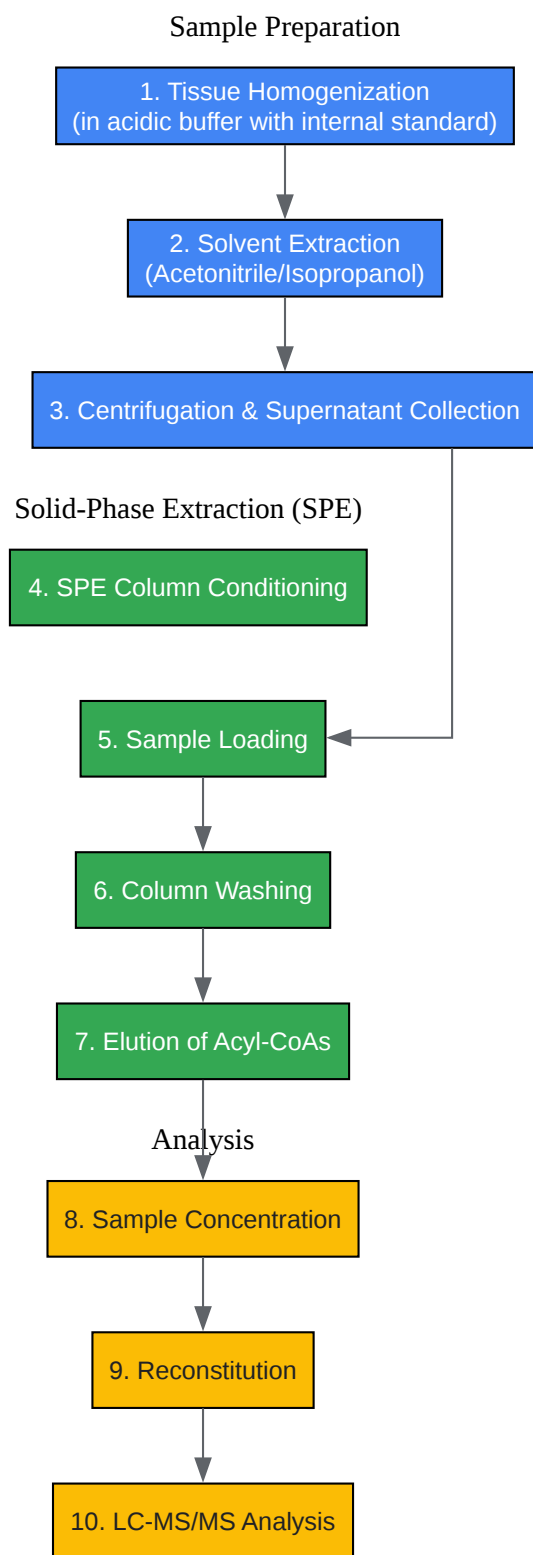 Sample Preparation
1. Tissue Homogenization
(in acidic buffer with internal standard)
2. Solvent Extraction
(Acetonitrile/Isopropanol)
3. Centrifugation & Supernatant Collection
Solid-Phase Extraction (SPE)
4. SPE Column Conditioning
5. Sample Loading
6. Column Washing
7. Elution of Acyl-CoAs
Analysis
8. Sample Concentration
9. Reconstitution
10. LC-MS/MS Analysis